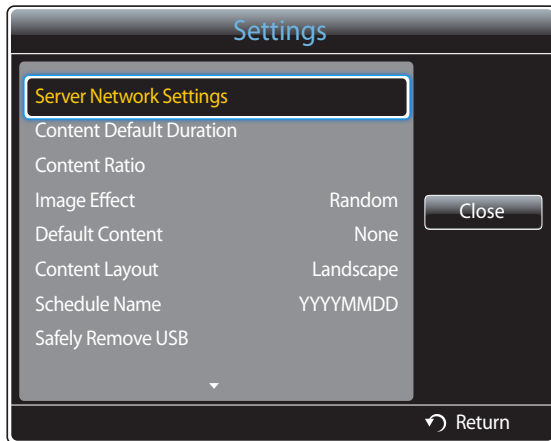 Settings
Server Network Settings
Content Default Duration
Content Ratio
Image Effect Random
Default Content None
Content Layout Landscape
Schedule Name YYYYMMDD
Safely Remove USB
Close
Return